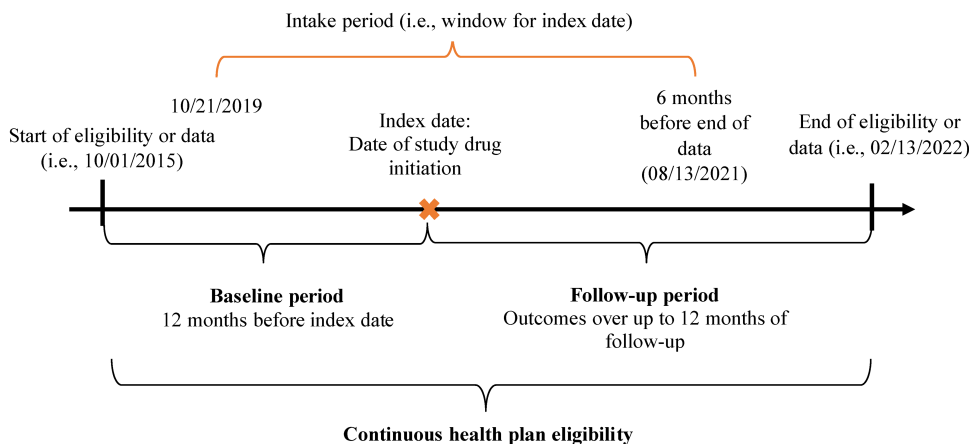 Intake period (i.e., window for index date)
10/21/2019
Start of eligibility or data
(i.e., 10/01/2015)
Index date:
Date of study drug
initiation
6 months
before end of
data
(08/13/2021)
End of eligibility or
data (i.e., 02/13/2022)
Baseline period
12 months before index date
Follow-up period
Outcomes over up to 12 months of
follow-up
Continuous health plan eligibility